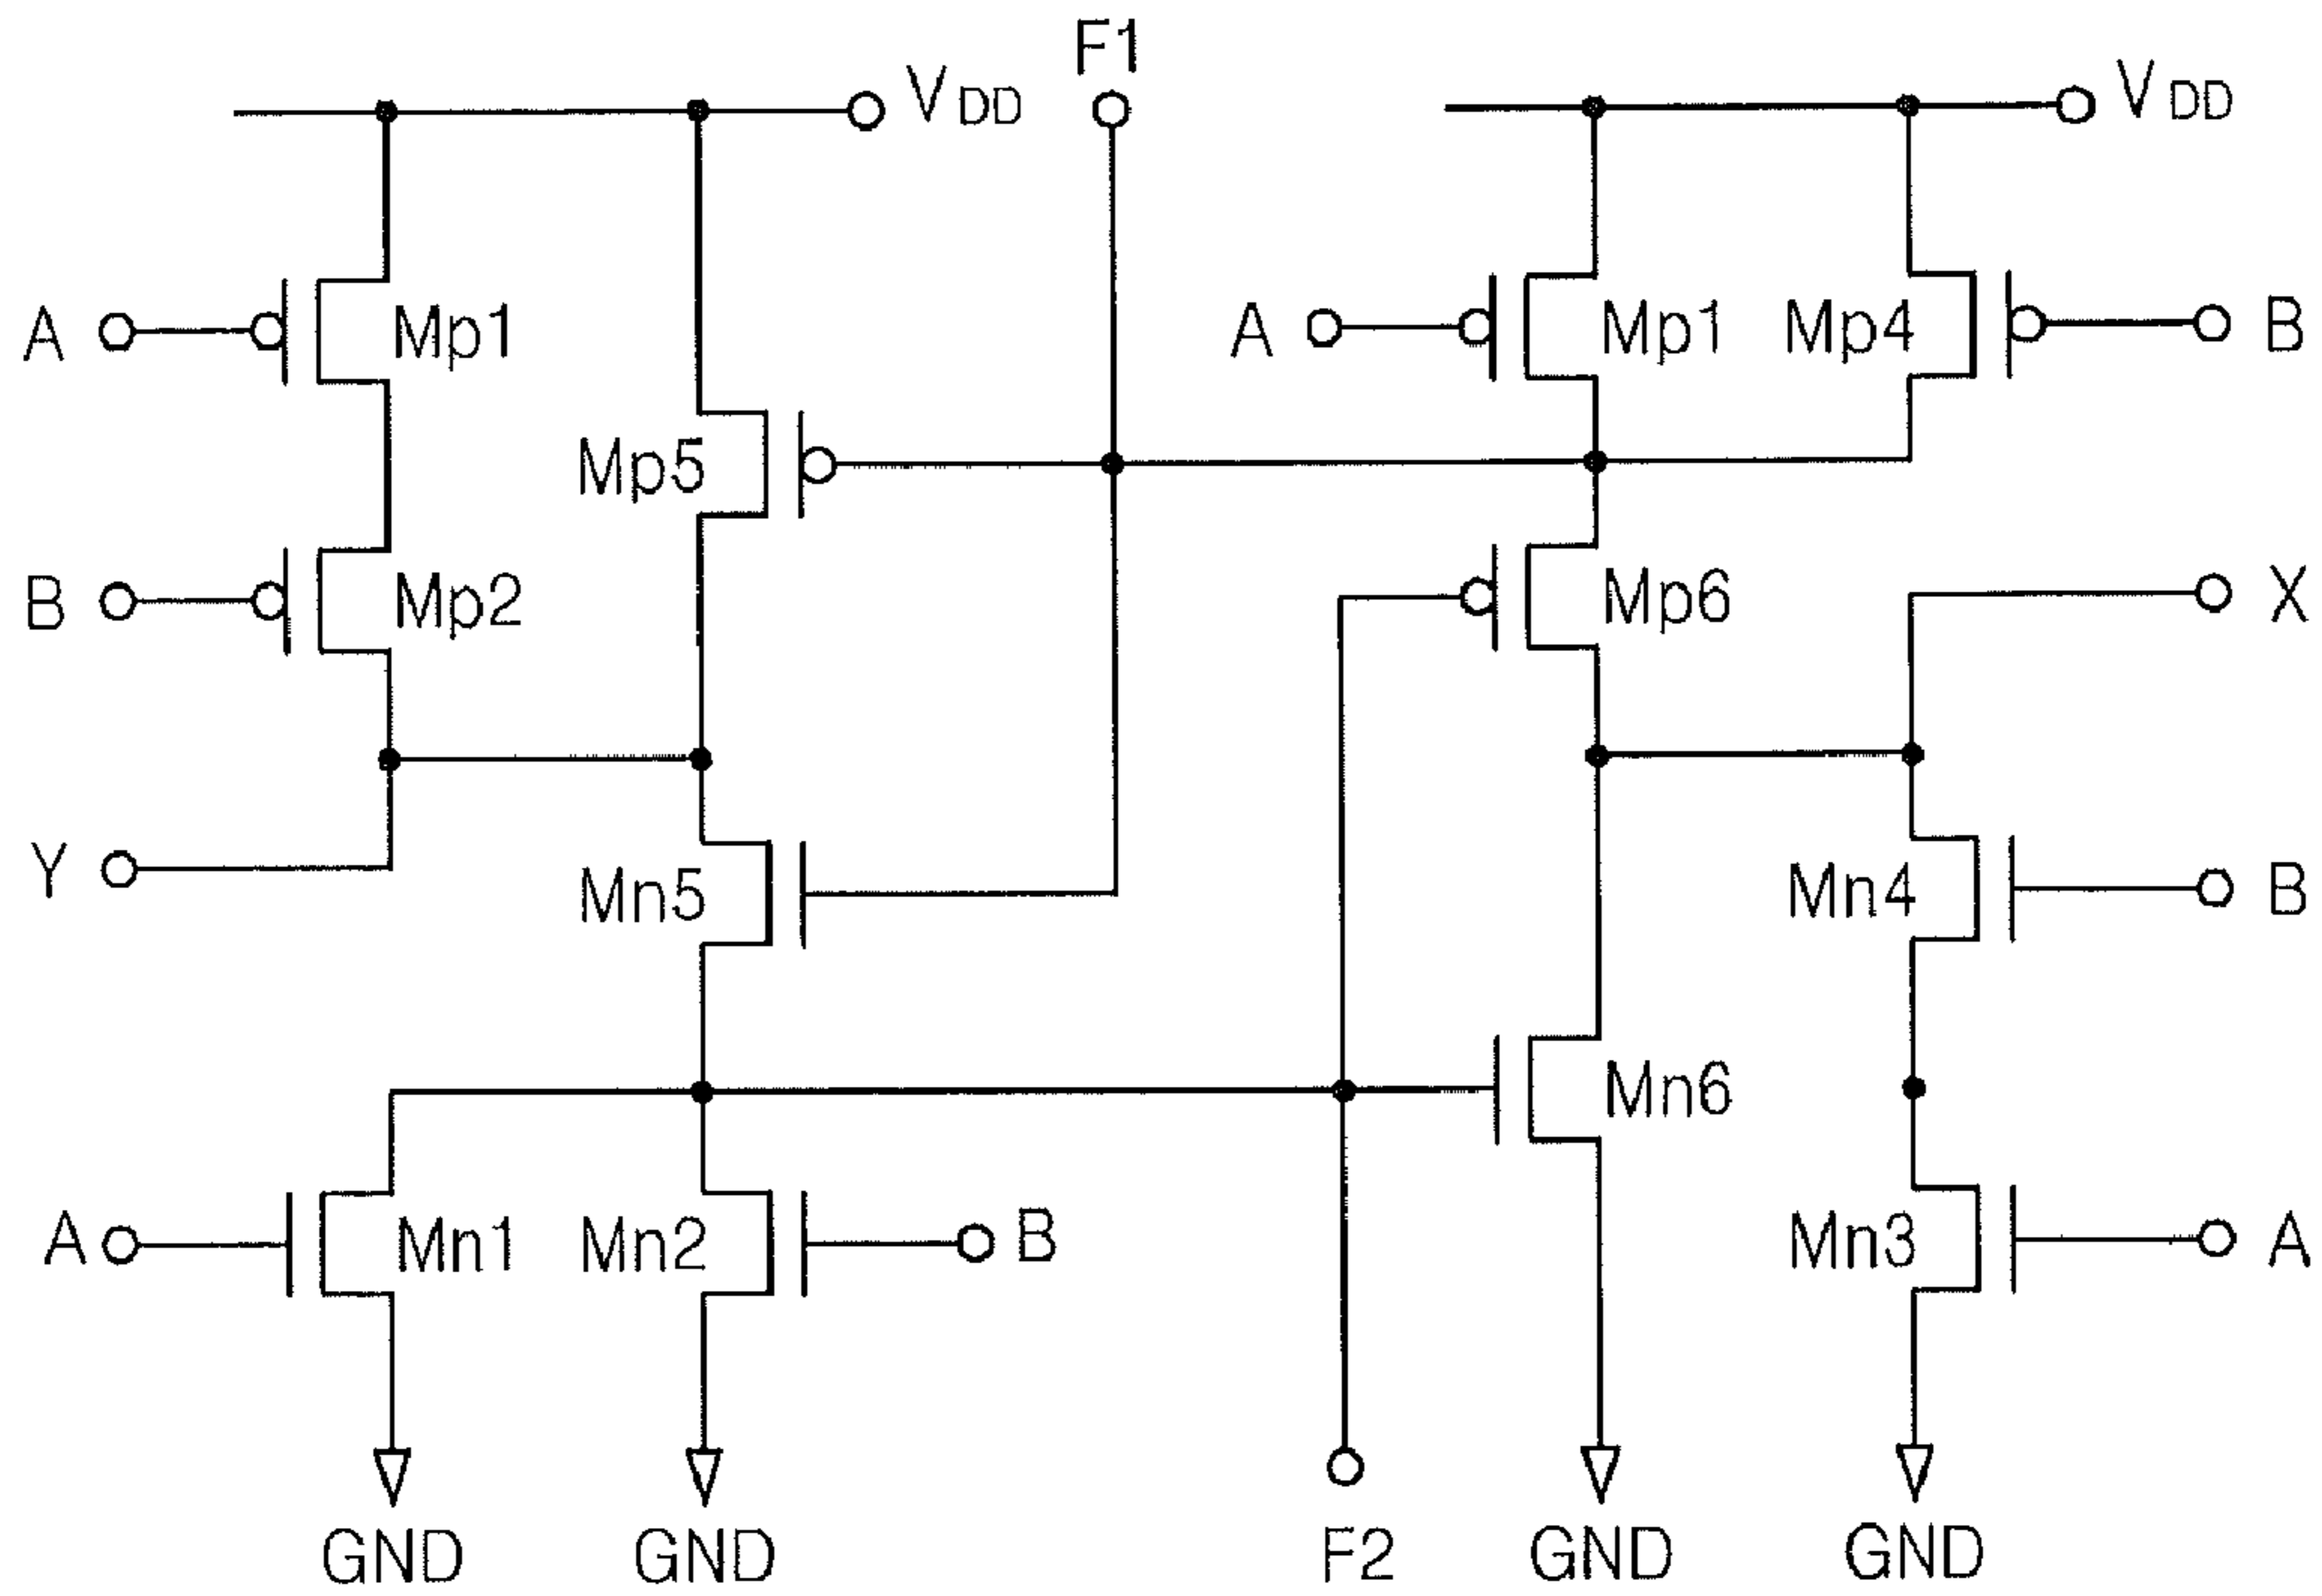 F1
VDD
VDD
A
Mp1
A
Mp1
Mp4
B
Mp5
B
Mp2
Mp6
X
Y
Mn5
Mn4
B
Mn6
A
Mn1
Mn2
B
Mn3
A
GND
GND
F2
GND
GND